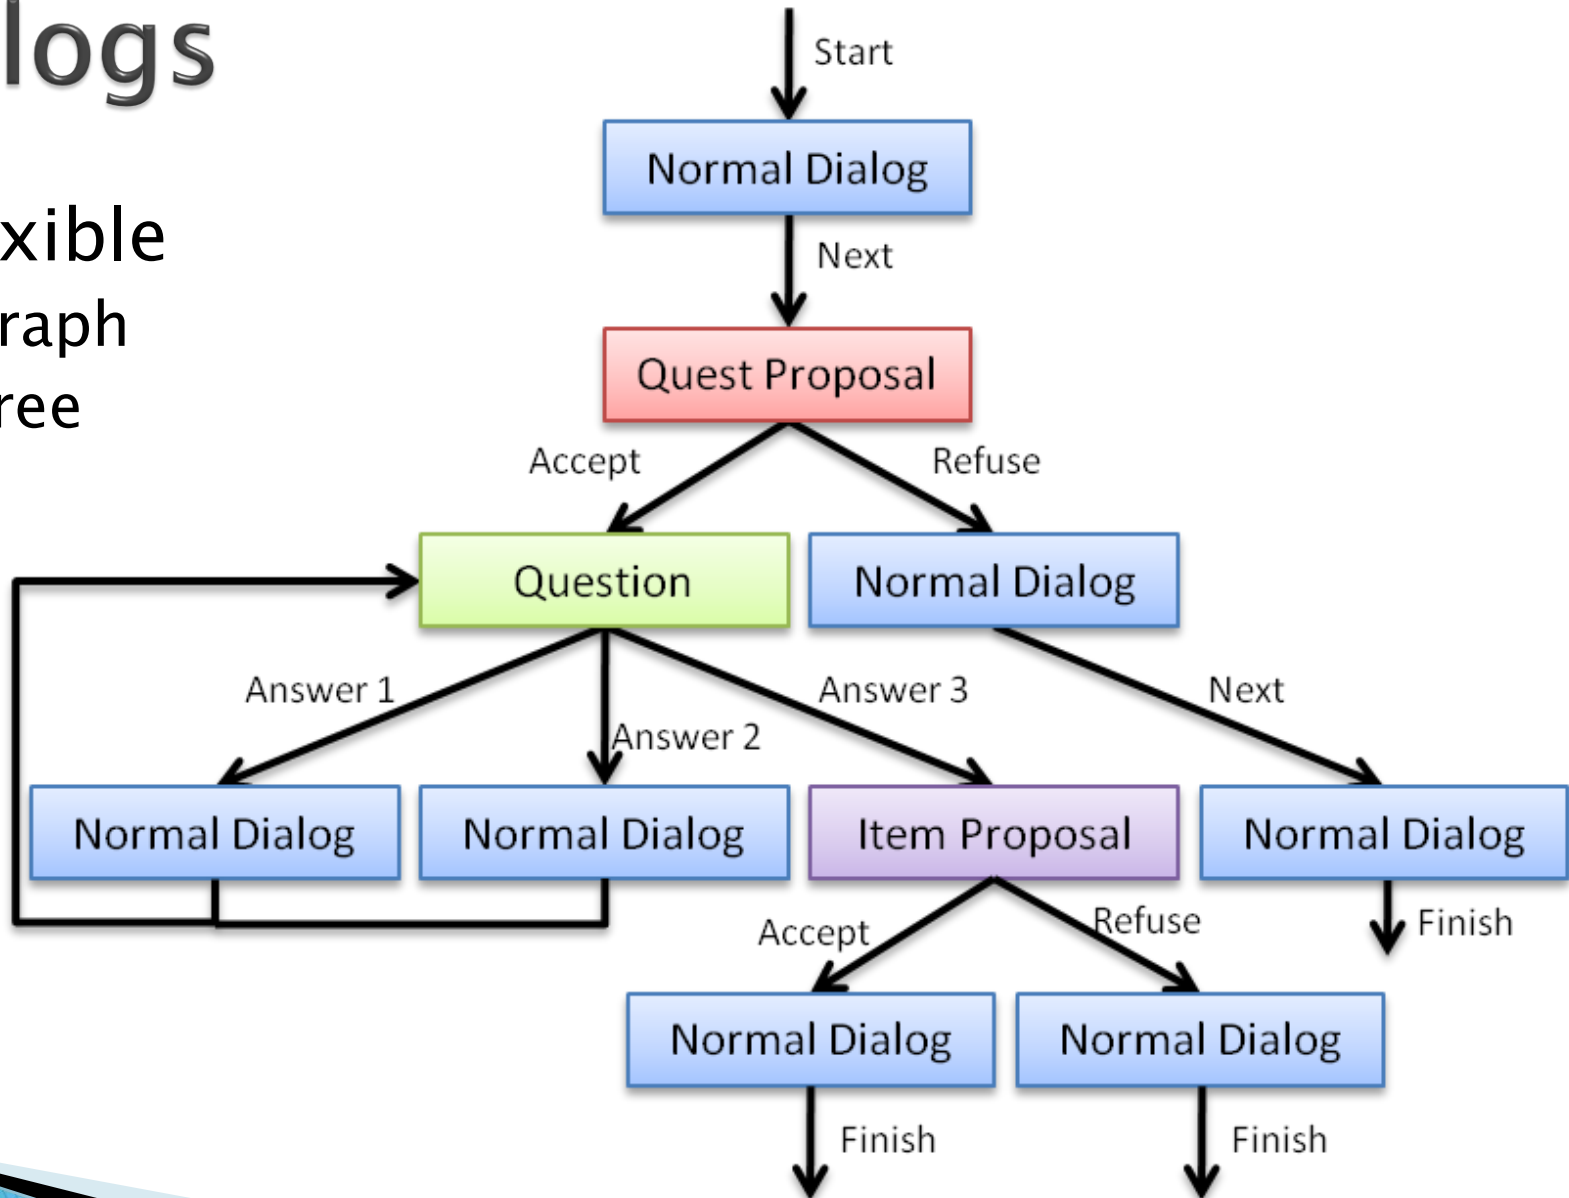 logs
xible
raph
ree
Start
Normal Dialog
Next
Quest Proposal
Accept
Refuse
Question
Normal Dialog
Answer 1
Answer 2
Answer 3
Next
Normal Dialog
Normal Dialog
Item Proposal
Normal Dialog
Accept
Refuse
Finish
Normal Dialog
Normal Dialog
Finish
Finish